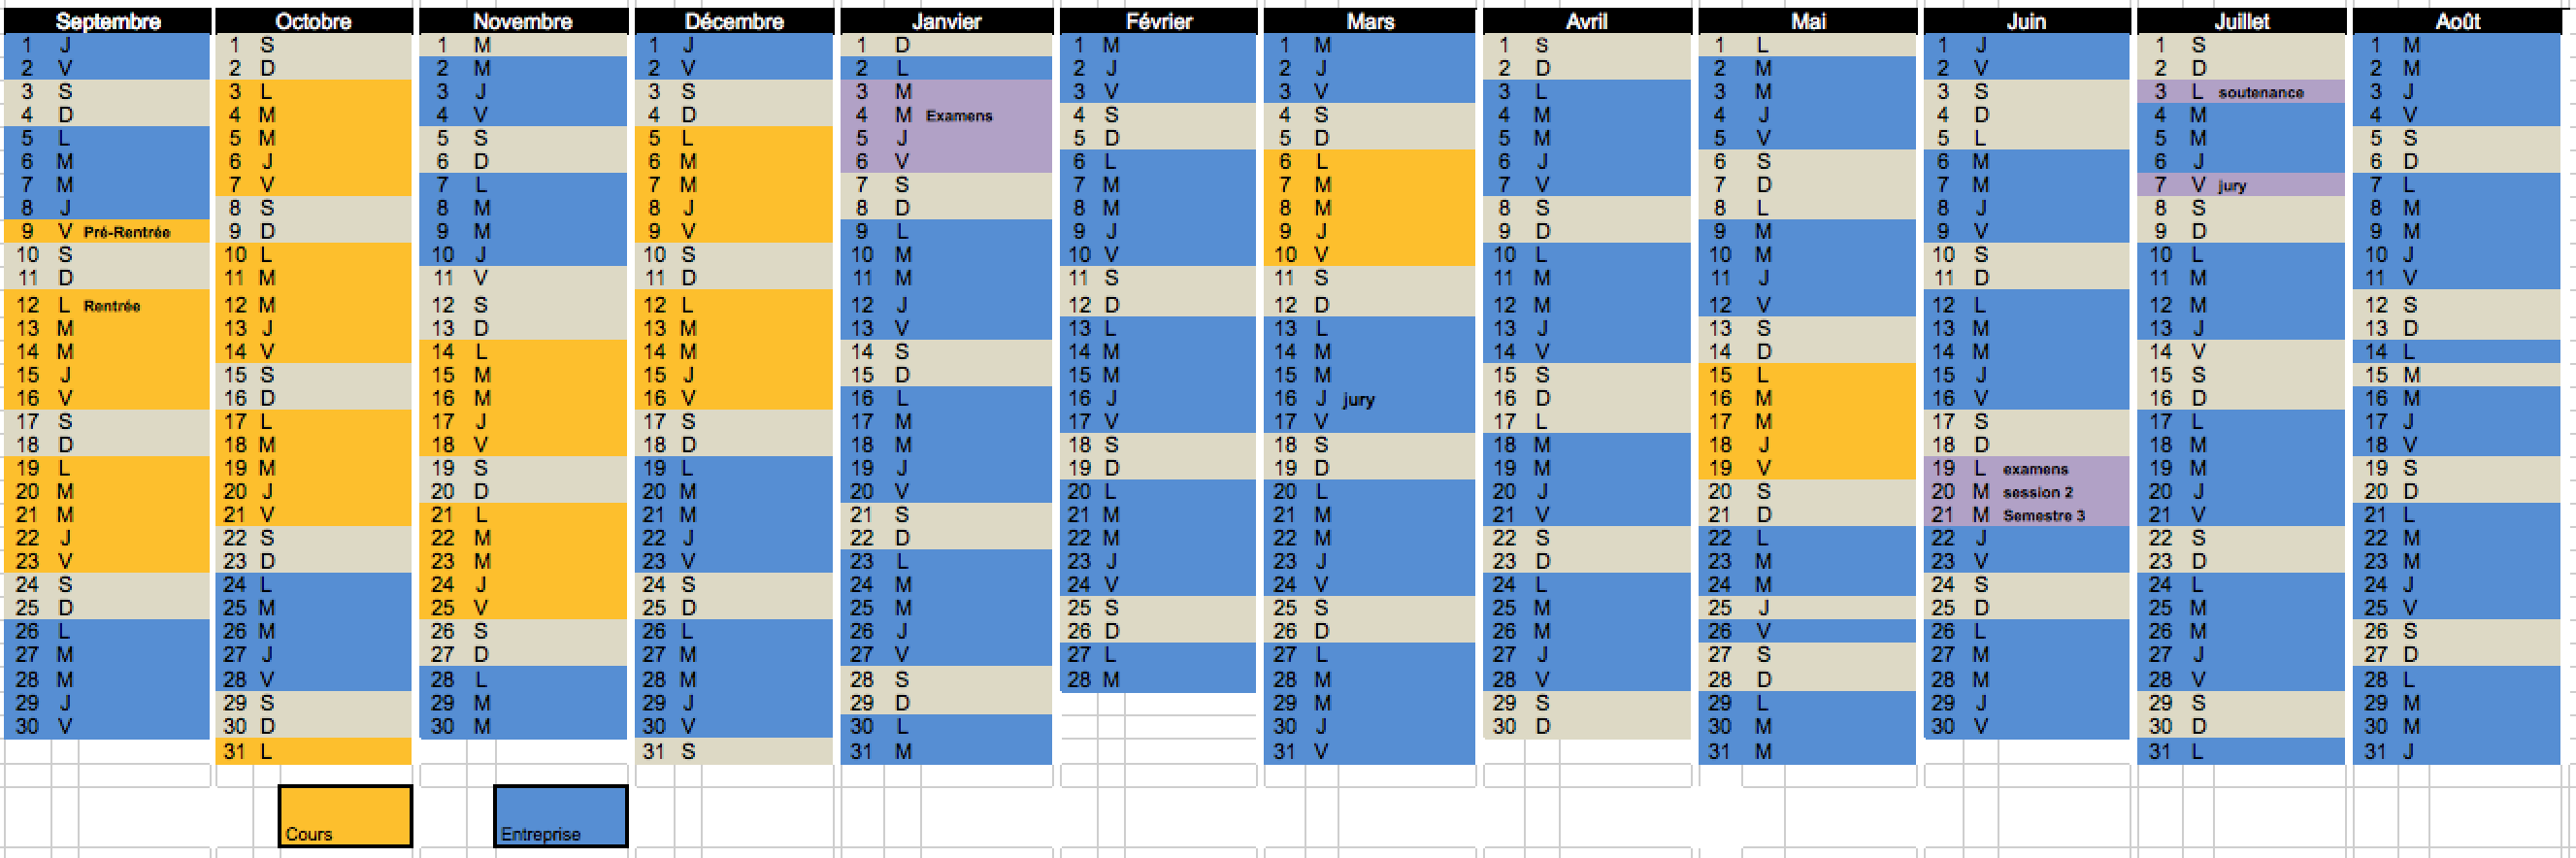 Septembre Octobre Novembre Décembre Janvier Février Mars Avril Mai Juin Juillet Août
1 J 1 S 1 M 1 J 1 D 1 M 1 M 1 S 1 L 1 J 1 S 1 M
2 V 2 D 2 M 2 V 2 L 2 J 2 J 2 D 2 M 2 V 2 D 2 M
3 S 3 L 3 J 3 S 3 M 3 V 3 V 3 L 3 M 3 S 3 L soutenance 3 J
4 D 4 M 4 V 4 D 4 M Examens 4 S 4 S 4 M 4 J 4 D 4 M 4 V
5 L 5 M 5 S 5 L 5 J 5 D 5 D 5 M 5 V 5 L 5 M 5 S
6 M 6 J 6 D 6 M 6 V 6 L 6 L 6 J 6 S 6 M 6 J 6 D
7 M 7 V 7 L 7 M 7 S 7 M 7 M 7 V 7 D 7 M 7 V jury 7 L
8 J 8 S 8 M 8 J 8 D 8 M 8 M 8 S 8 L 8 J 8 S 8 M
9 V Pré-Rentrée 9 D 9 M 9 V 9 L 9 J 9 J 9 D 9 M 9 V 9 D 9 M
10 S 10 L 10 J 10 S 10 M 10 V 10 V 10 L 10 M 10 S 10 L 10 J
11 D 11 M 11 V 11 D 11 M 11 S 11 S 11 M 11 J 11 D 11 M 11 V
12 L Rentrée 12 M 12 S 12 L 12 J 12 D 12 D 12 M 12 V 12 L 12 M 12 S
13 M 13 J 13 D 13 M 13 V 13 L 13 L 13 J 13 S 13 M 13 J 13 D
14 M 14 V 14 L 14 M 14 S 14 M 14 M 14 V 14 D 14 M 14 V 14 L
15 J 15 S 15 M 15 J 15 D 15 M 15 M 15 S 15 L 15 J 15 S 15 M
16 V 16 D 16 M 16 V 16 L 16 J 16 J jury 16 D 16 M 16 V 16 D 16 M
17 S 17 L 17 J 17 S 17 M 17 V 17 V 17 L 17 M 17 S 17 L 17 J
18 D 18 M 18 V 18 D 18 M 18 S 18 S 18 M 18 J 18 D 18 M 18 V
19 L 19 M 19 S 19 L 19 J 19 D 19 D 19 M 19 V 19 L examens 19 M 19 S
20 M 20 J 20 D 20 M 20 V 20 L 20 L 20 J 20 S 20 M session 2 20 J 20 D
21 M 21 V 21 L 21 M 21 S 21 M 21 M 21 V 21 D 21 M Semestre 3 21 V 21 L
22 J 22 S 22 M 22 J 22 D 22 M 22 M 22 S 22 L 22 J 22 S 22 M
23 V 23 D 23 M 23 V 23 L 23 J 23 J 23 D 23 M 23 V 23 D 23 M
24 S 24 L 24 J 24 S 24 M 24 V 24 V 24 L 24 M 24 S 24 L 24 J
25 D 25 M 25 V 25 D 25 M 25 S 25 S 25 M 25 J 25 D 25 M 25 V
26 L 26 M 26 S 26 L 26 J 26 D 26 D 26 M 26 V 26 L 26 M 26 S
27 M 27 J 27 D 27 M 27 V 27 L 27 L 27 J 27 S 27 M 27 J 27 D
28 M 28 V 28 L 28 M 28 S 28 M 28 M 28 V 28 D 28 M 28 V 28 L
29 J 29 S 29 M 29 J 29 D 29 M 29 S 29 L 29 J 29 S 29 M
30 V 30 D 30 M 30 V 30 L 30 J 30 D 30 M 30 V 30 D 30 M
31 L 31 S 31 M 31 V 31 M 31 L 31 J
Cours Entreprise